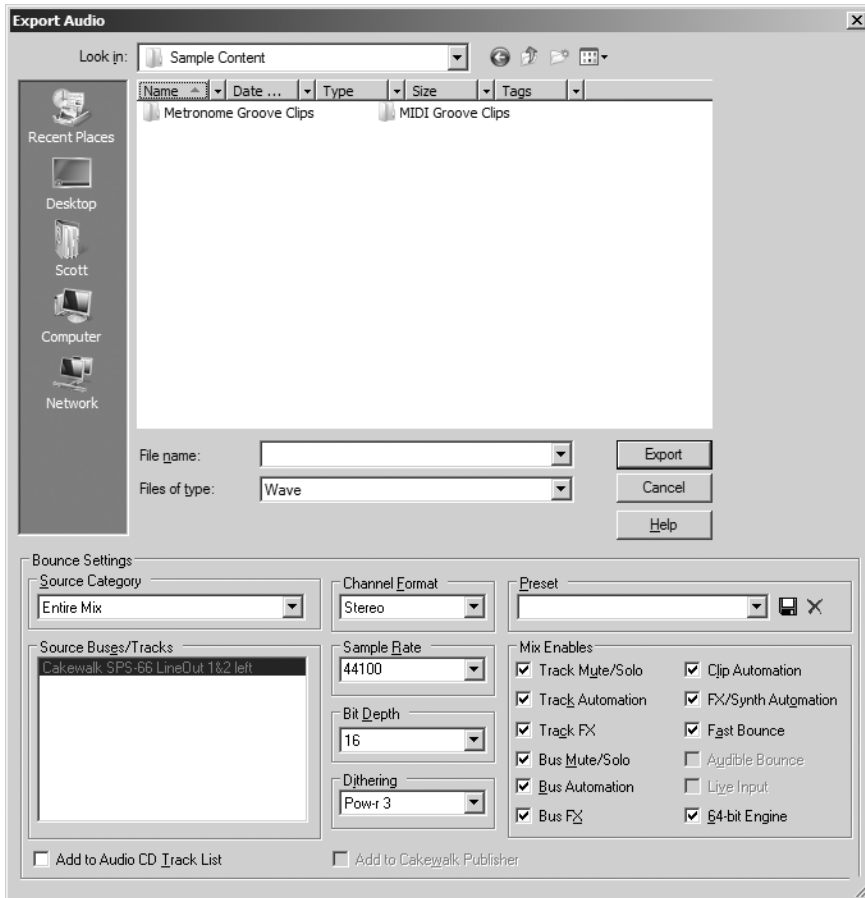 Export Audio
Look in: Sample Content
Name Date ... Type Size Tags
Metronome Groove Clips MIDI Groove Clips
Recent Places
Desktop
Scott
Computer
Network
File name: Export
Files of type: Wave Cancel
Help
Bounce Settings
Source Category Channel Format Preset
Entire Mix Stereo
Source Buses/Tracks Sample Rate Mix Enables
Cakewalk SPS-66 LineOut 1&2 left 44100 Track Mute/Solo Clip Automation
Track Automation FX/Synth Automation
Bit Depth Track FX Fast Bounce
16 Bus Mute/Solo Audible Bounce
Dithering Bus Automation Live Input
Pow-r 3 Bus FX 64-bit Engine
Add to Audio CD Track List Add to Cakewalk Publisher